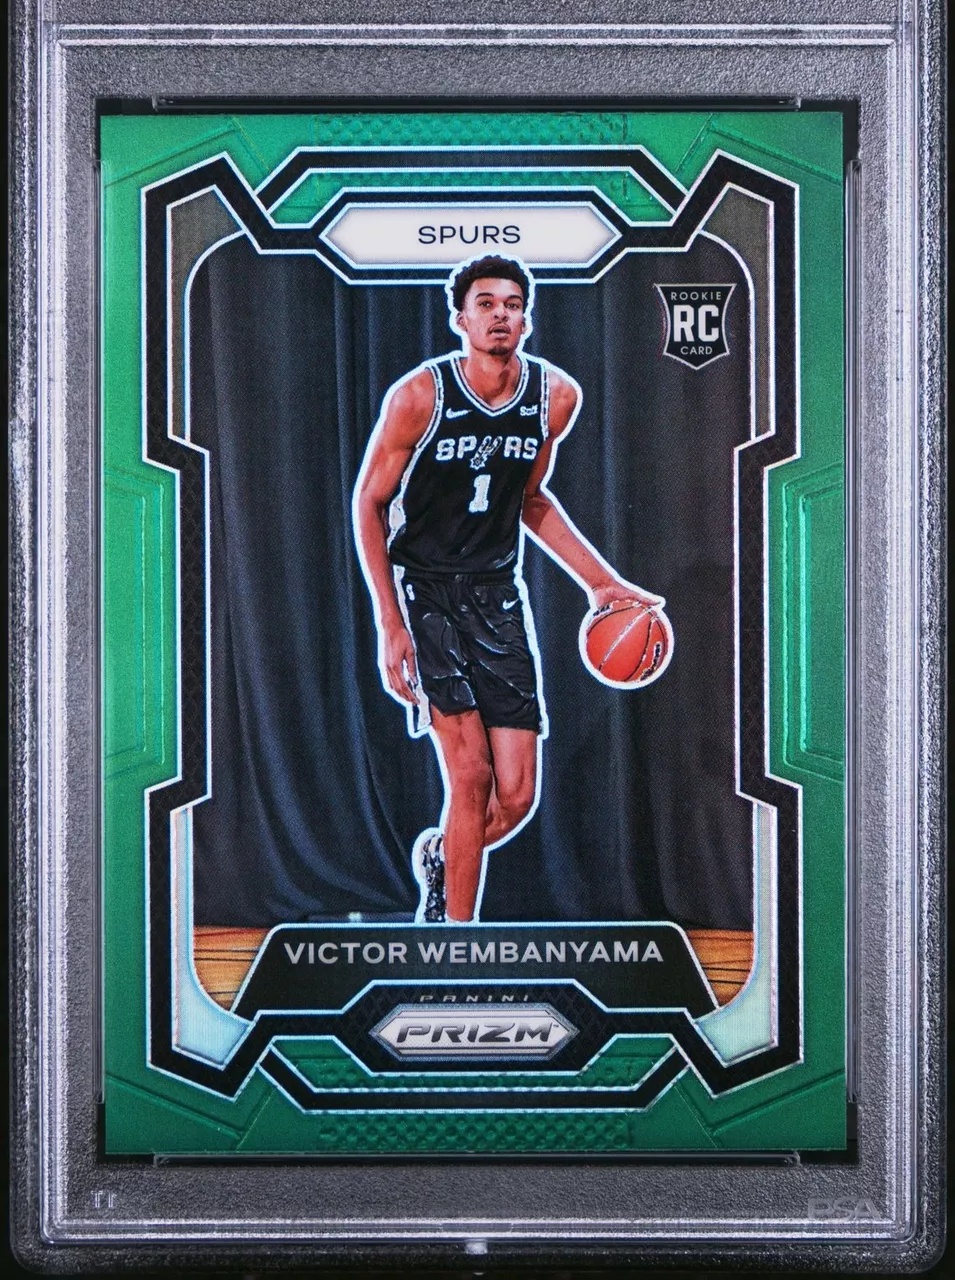 SPURS
ROOKIE
RC
CARD
SPURS
1
VICTOR WEMBANYAMA
PANINI
PRIZM
PSA